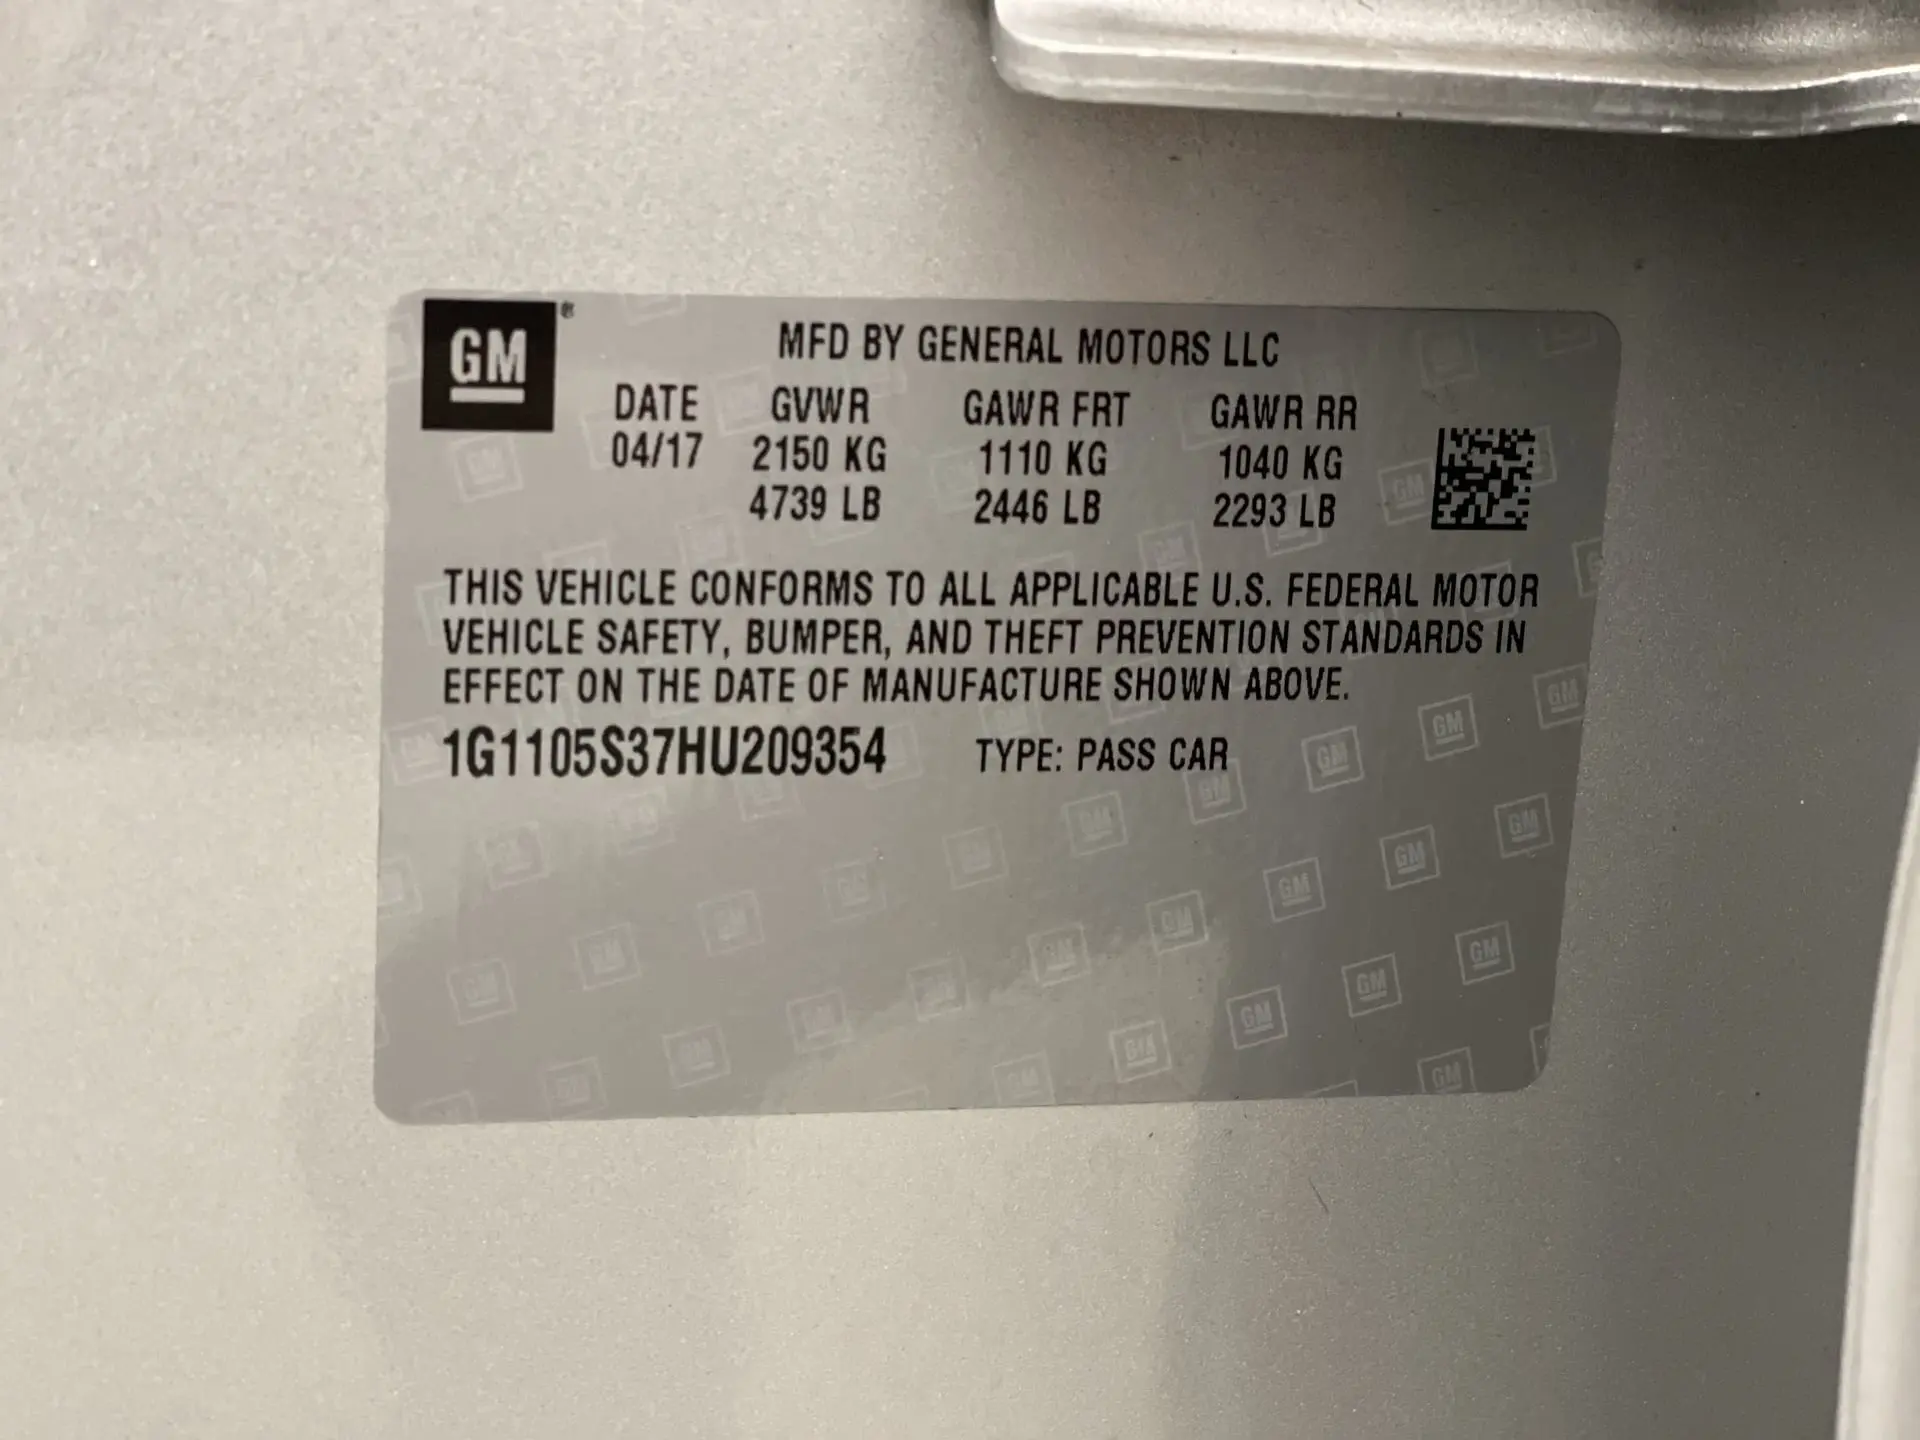 GM®
MFD BY GENERAL MOTORS LLC
DATE GVWR GAWR FRT GAWR RR
04/17 2150 KG 1110 KG 1040 KG
4739 LB 2446 LB 2293 LB
THIS VEHICLE CONFORMS TO ALL APPLICABLE U.S. FEDERAL MOTOR
VEHICLE SAFETY, BUMPER, AND THEFT PREVENTION STANDARDS IN
EFFECT ON THE DATE OF MANUFACTURE SHOWN ABOVE.
1G1105S37HU209354 TYPE: PASS CAR